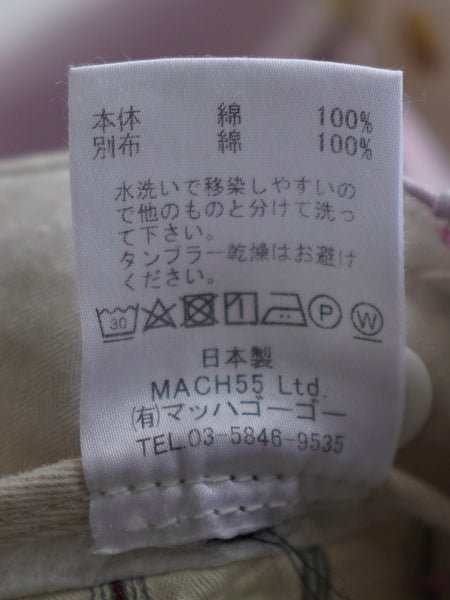 本体 綿 100%
別布 綿 100%
水洗いで移染しやすいの
で他のものと分けて洗っ
て下さい。
タンブラー乾燥はお避け
ください。
30 P W
日本製
MACH55 Ltd.
(有)マッハゴーゴー
TEL.03-5846-9535